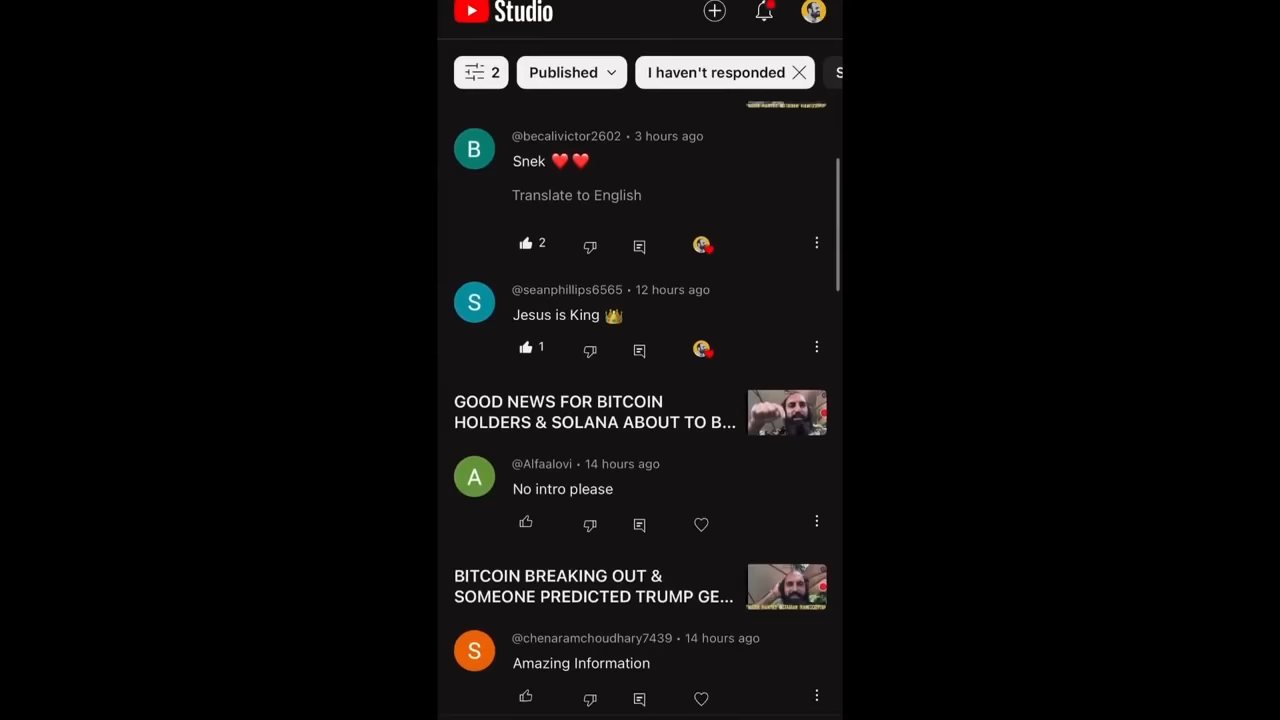 Studio
2
Published
I haven't responded
S
@becalivictor2602 • 3 hours ago
Snek ❤️❤️
Translate to English
2
@seanphillips6565 • 12 hours ago
Jesus is King 👑
1
GOOD NEWS FOR BITCOIN
HOLDERS & SOLANA ABOUT TO B...
@Alfaalovi • 14 hours ago
No intro please
BITCOIN BREAKING OUT &
SOMEONE PREDICTED TRUMP GE...
@chenaramchoudhary7439 • 14 hours ago
Amazing Information
B
S
A
S